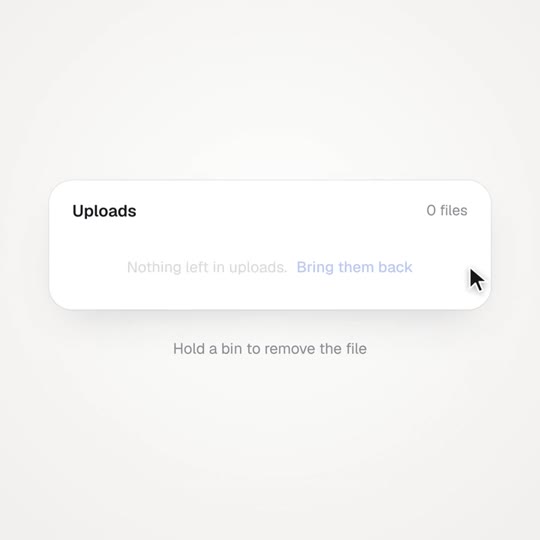 Uploads
0 files
Nothing left in uploads. Bring them back
Hold a bin to remove the file